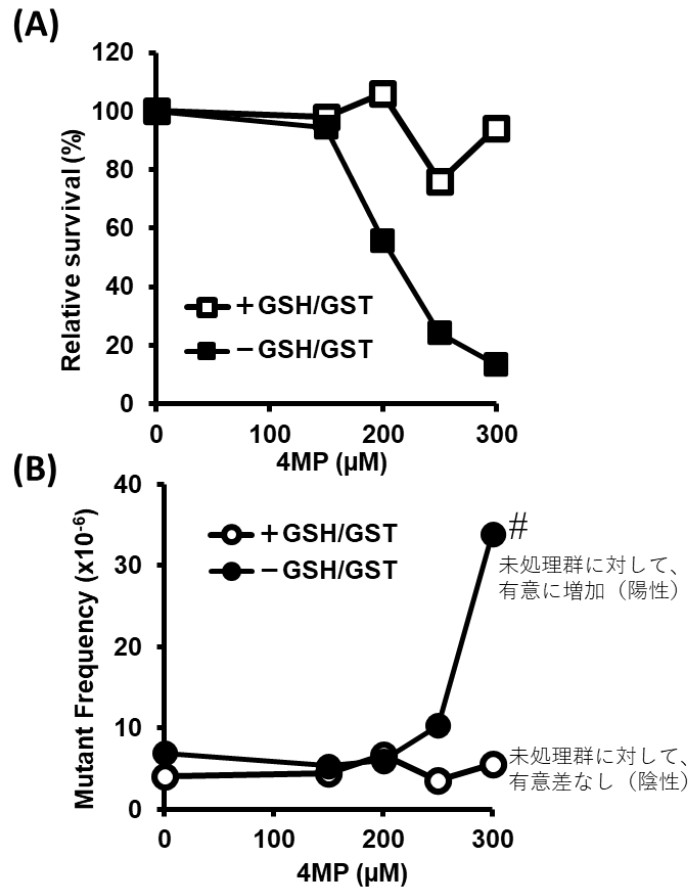 (A)
120
100
80
60
40
20
0
Relative survival (%)
+GSH/GST
−GSH/GST
0 100 200 300
4MP (µM)
(B)
40
30
20
10
0
Mutant Frequency (x10⁻⁶)
+GSH/GST
−GSH/GST
#
未処理群に対して、
有意に増加（陽性）
未処理群に対して、
有意差なし（陰性）
0 100 200 300
4MP (µM)